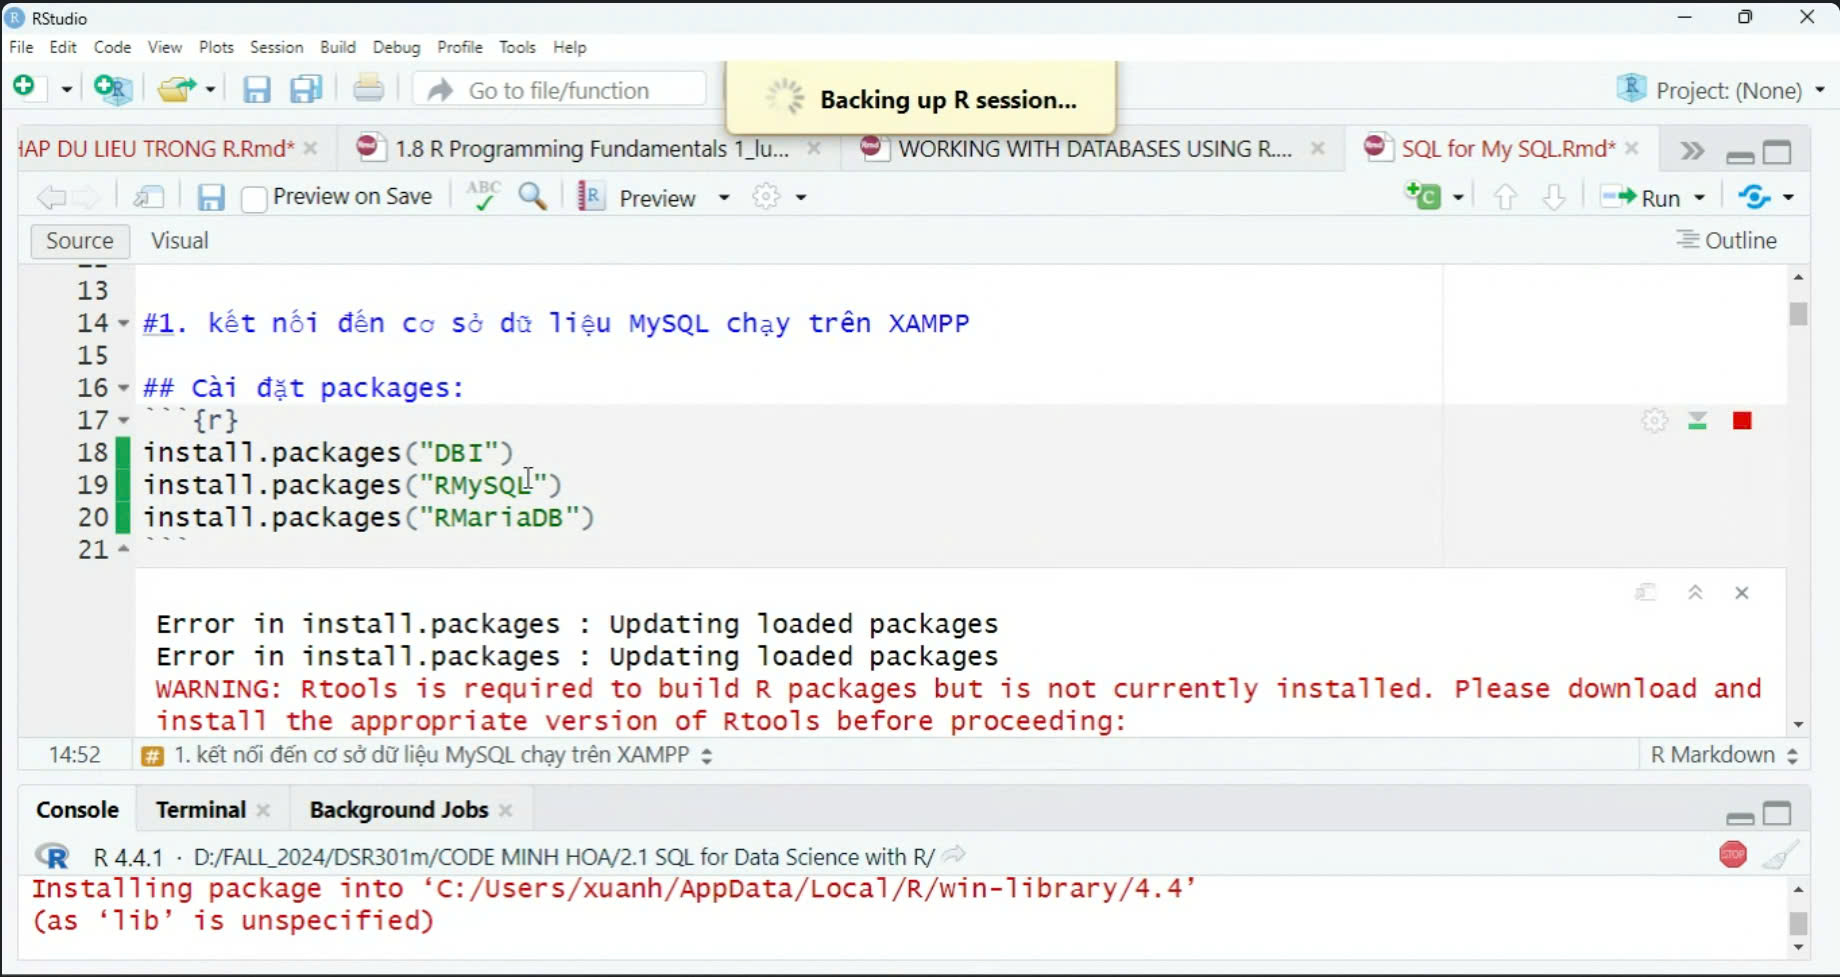 RStudio
File Edit Code View Plots Session Build Debug Profile Tools Help
Go to file/function
Backing up R session...
Project: (None)
HAP DU LIEU TRONG R.Rmd*
1.8 R Programming Fundamentals 1_lu...
WORKING WITH DATABASES USING R....
SQL for My SQL.Rmd*
Preview on Save
ABC
Preview
Run
Source Visual
Outline
13
14 #1. kết nối đến cơ sở dữ liệu MySQL chạy trên XAMPP
15
16 ## Cài đặt packages:
17 ```{r}
18 install.packages("DBI")
19 install.packages("RMySQL")
20 install.packages("RMariaDB")
21 ```
Error in install.packages : Updating loaded packages
Error in install.packages : Updating loaded packages
WARNING: Rtools is required to build R packages but is not currently installed. Please download and
install the appropriate version of Rtools before proceeding:
14:52
# 1. kết nối đến cơ sở dữ liệu MySQL chạy trên XAMPP
R Markdown
Console Terminal Background Jobs
R 4.4.1 · D:/FALL_2024/DSR301m/CODE MINH HOA/2.1 SQL for Data Science with R/
STOP
Installing package into ‘C:/Users/xuanh/AppData/Local/R/win-library/4.4’
(as ‘lib’ is unspecified)